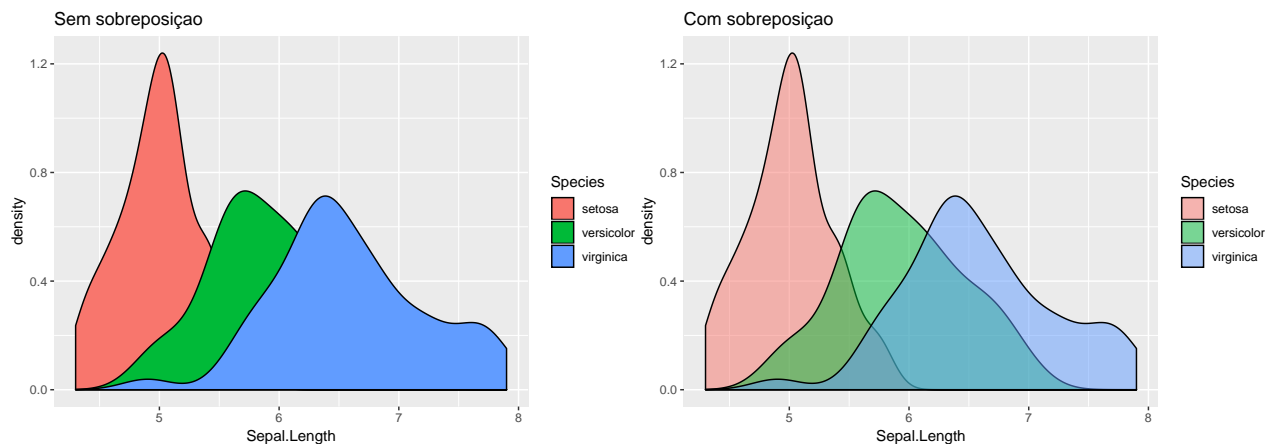 Sem sobreposiçao
1.2
0.8
0.4
0.0
density
5
6
7
8
Sepal.Length
Species
setosa
versicolor
virginica
Com sobreposiçao
1.2
0.8
0.4
0.0
density
5
6
7
8
Sepal.Length
Species
setosa
versicolor
virginica